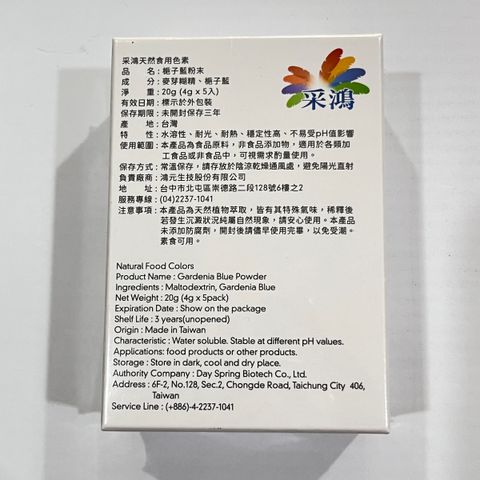 采鴻天然食用色素
品　　名：梔子藍粉末
成　　分：麥芽糊精、梔子藍
淨　　重：20g (4g x 5入)
有效日期：標示於外包裝
保存期限：未開封保存三年
產　　地：台灣
特　　性：水溶性、耐光、耐熱、穩定性高、不易受pH值影響
使用範圍：本產品為食品原料，非食品添加物，適用於各類加
工食品或非食品中，可視需求酌量使用。
保存方式：常溫保存，請存放於陰涼乾燥通風處，避免陽光直射
負責廠商：鴻元生技股份有限公司
地　　址：台中市北屯區崇德路二段128號6樓之2
服務專線：(04)2237-1041
注意事項：本產品為天然植物萃取，皆有其特殊氣味，稀釋後
若發生沉澱狀況純屬自然現象，請安心使用。本產品
未添加防腐劑，開封後請儘早使用完畢，以免受潮。
素食可用。
采鴻
Natural Food Colors
Product Name : Gardenia Blue Powder
Ingredients : Maltodextrin, Gardenia Blue
Net Weight : 20g (4g x 5pack)
Expiration Date : Show on the package
Shelf Life : 3 years(unopened)
Origin : Made in Taiwan
Characteristic : Water soluble. Stable at different pH values.
Applications: food products or other products.
Storage : Store in dark, cool and dry place.
Authority Company : Day Spring Biotech Co., Ltd.
Address : 6F-2, No.128, Sec.2, Chongde Road, Taichung City 406,
Taiwan
Service Line : (+886)-4-2237-1041